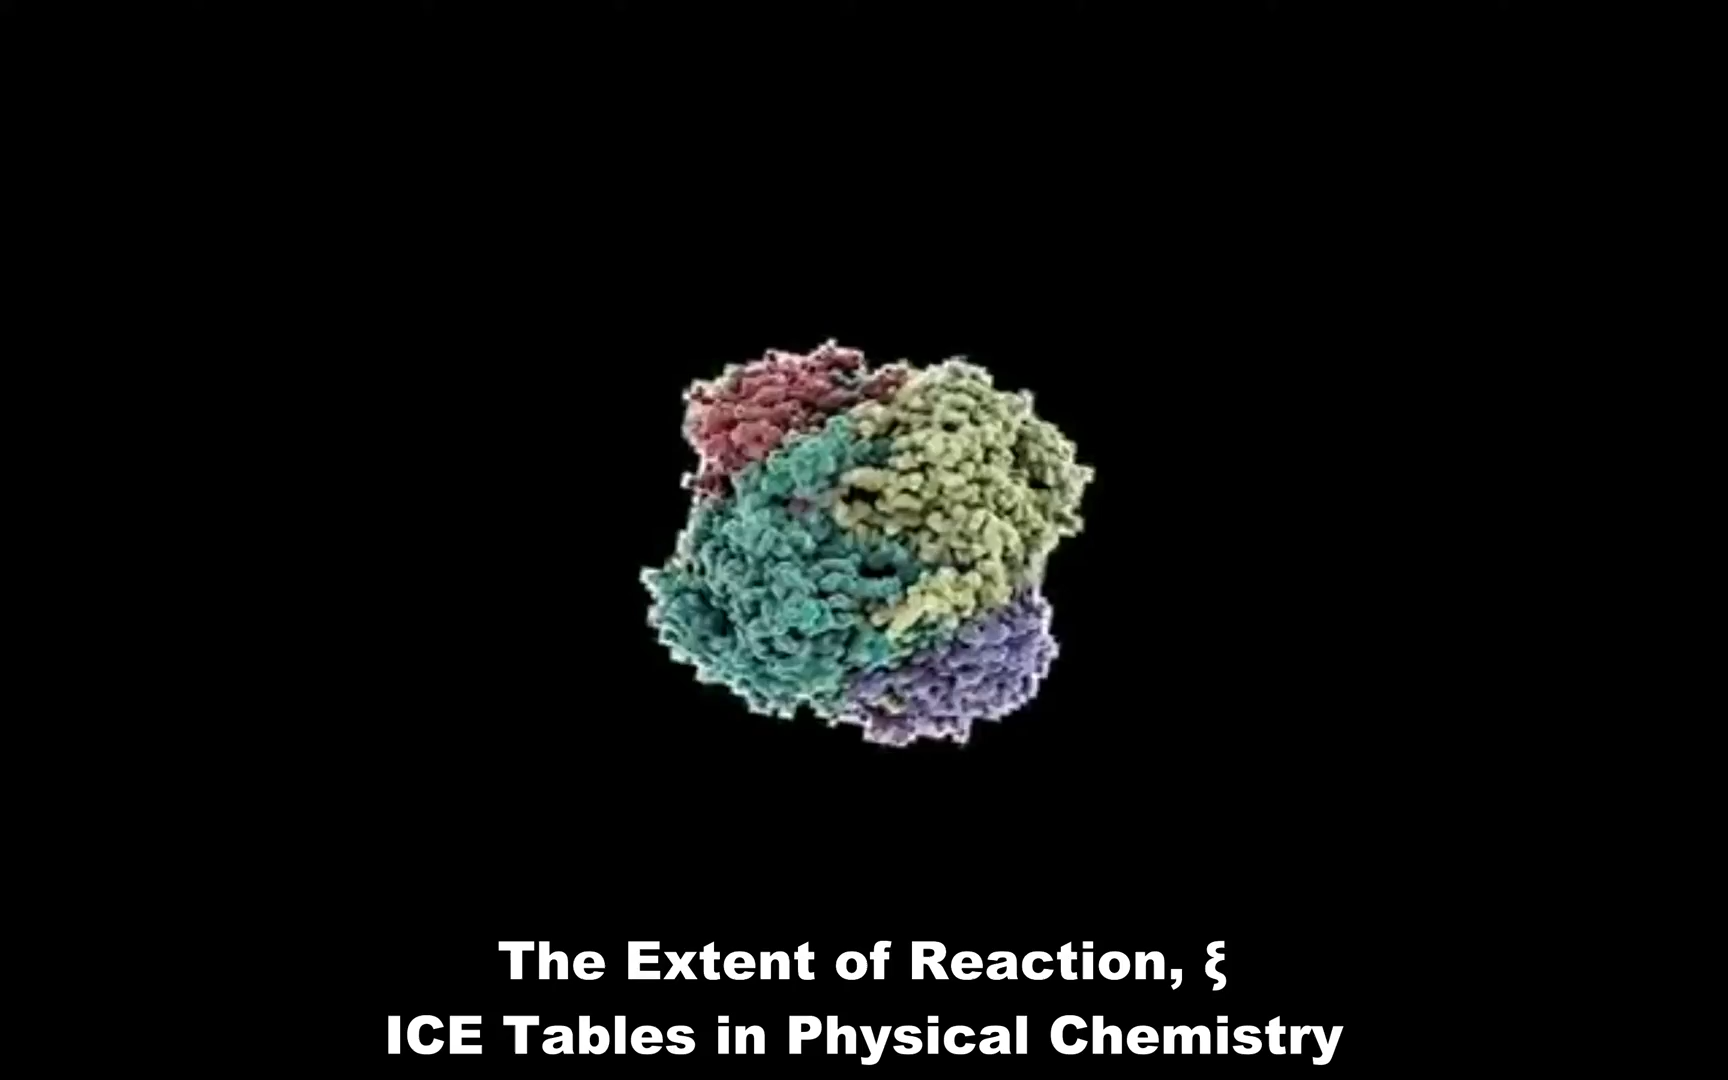 The Extent of Reaction, ξ
ICE Tables in Physical Chemistry